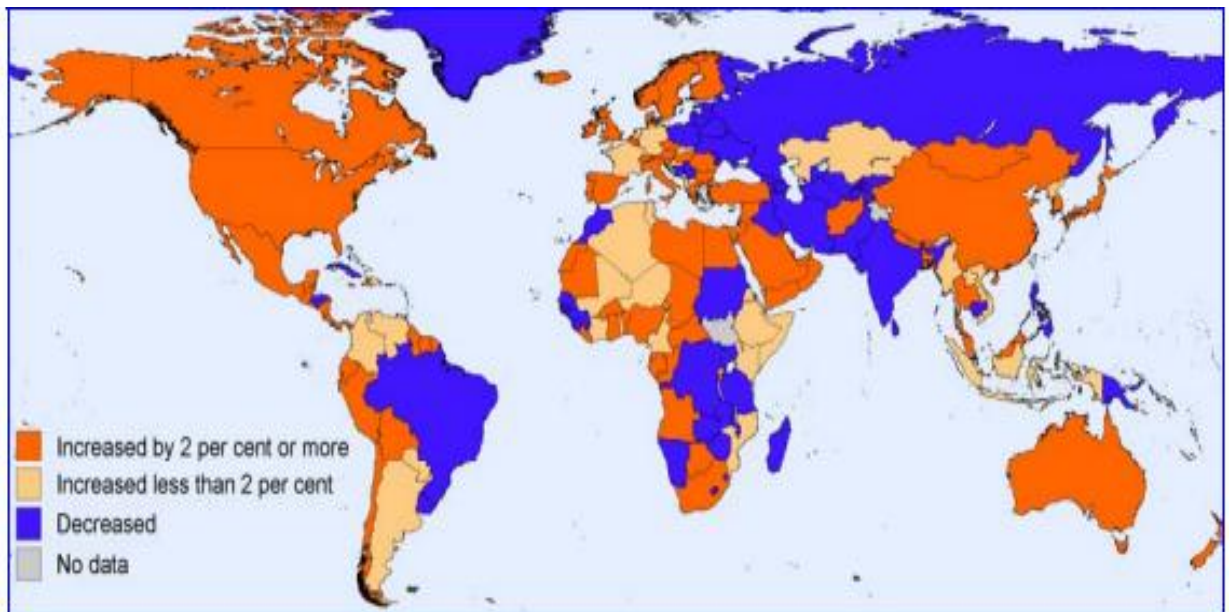 Increased by 2 per cent or more
Increased less than 2 per cent
Decreased
No data